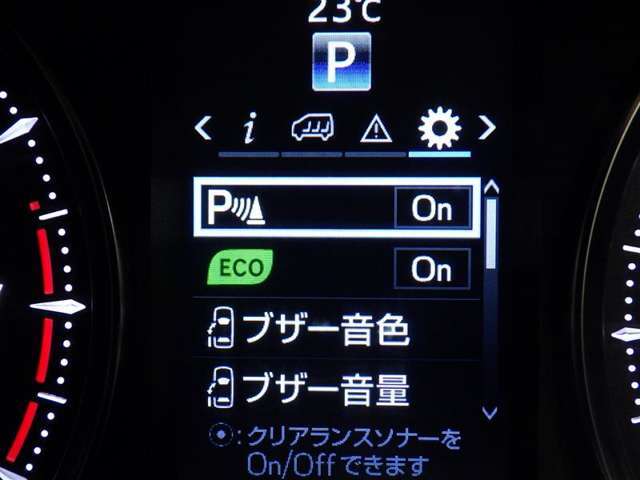 23℃
P
i
P On
ECO On
ブザー音色
ブザー音量
:クリアランスソナーを
On/Offできます